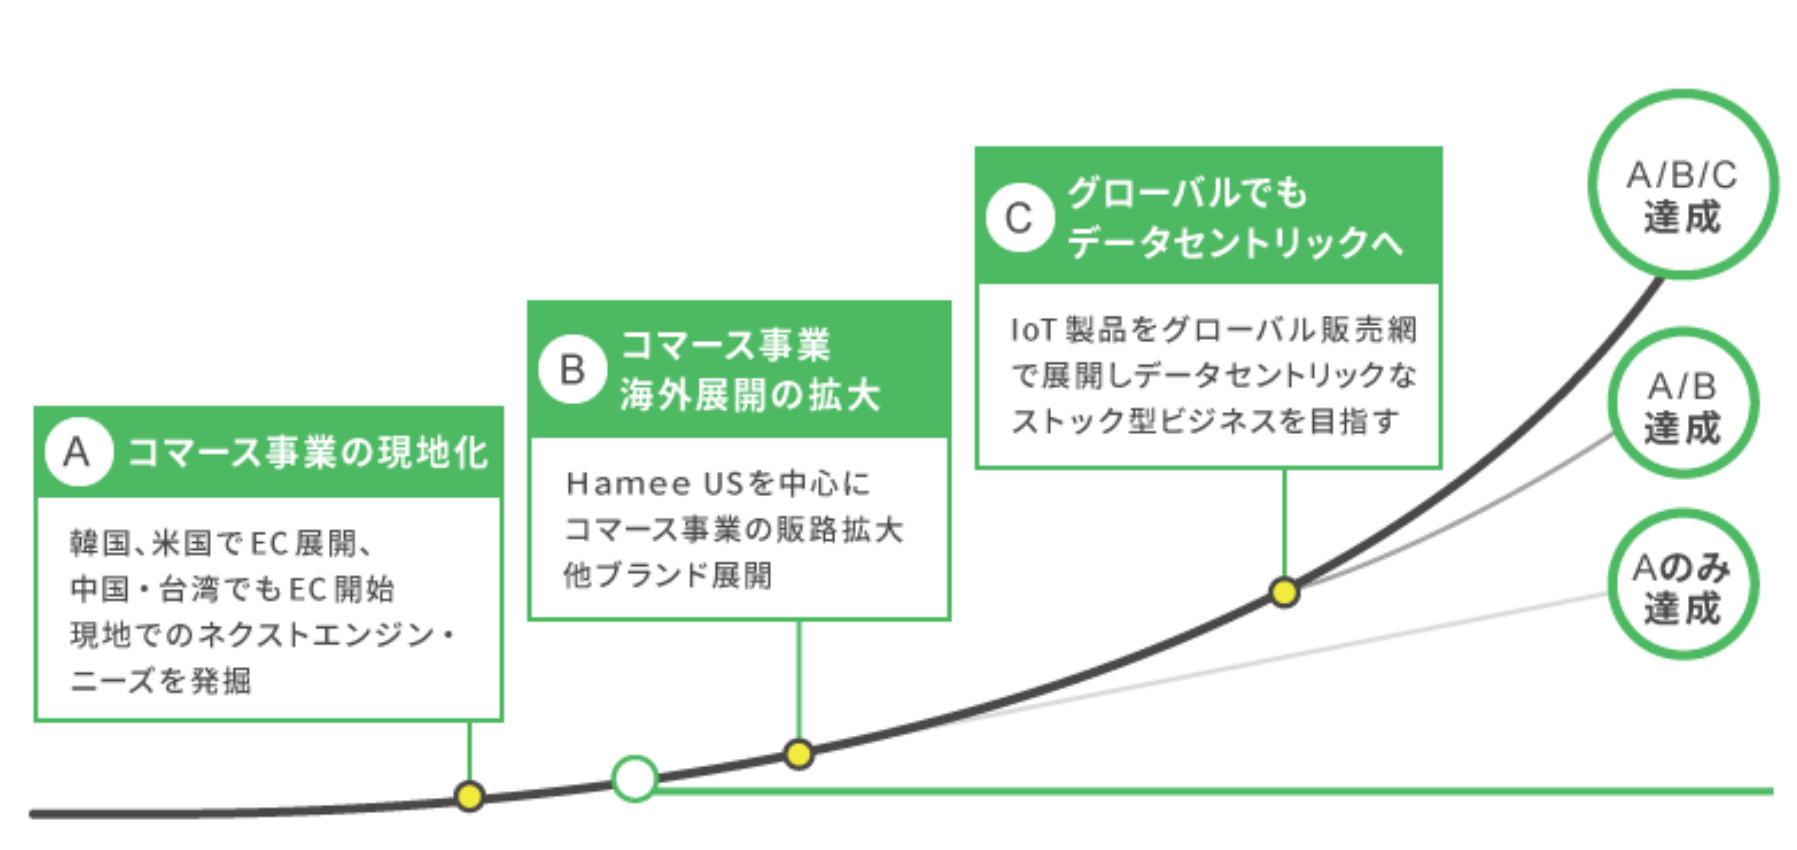 A
コマース事業の現地化
韓国、米国でEC展開、
中国・台湾でもEC開始
現地でのネクストエンジン・
ニーズを発掘
B
コマース事業
海外展開の拡大
Hamee USを中心に
コマース事業の販路拡大
他ブランド展開
C
グローバルでも
データセントリックへ
IoT製品をグローバル販売網
で展開しデータセントリックな
ストック型ビジネスを目指す
A/B/C
達成
A/B
達成
Aのみ
達成